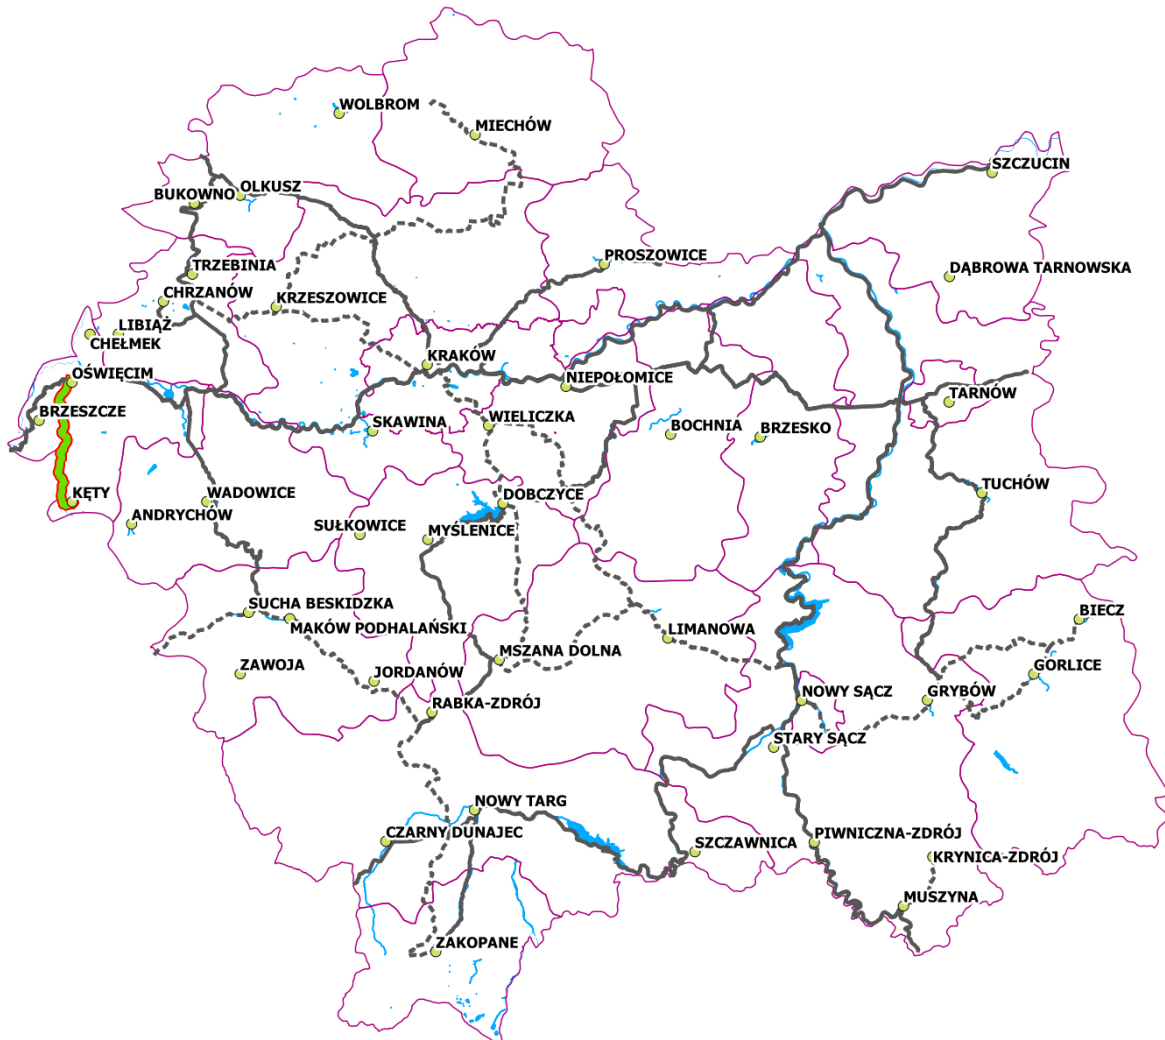 WOLBROM
MIECHÓW
SZCZUCIN
OLKUSZ
BUKOWNO
PROSZOWICE
TRZEBINIA
DĄBROWA TARNOWSKA
CHRZANÓW
KRZESZOWICE
LIBIĄŻ
CHEŁMEK
KRAKÓW
OŚWIĘCIM
NIEPOŁOMICE
TARNÓW
BRZESZCZE
WIELICZKA
SKAWINA
BOCHNIA
BRZESKO
TUCHÓW
KĘTY
WADOWICE
DOBCZYCE
ANDRYCHÓW
SUŁKOWICE
MYŚLENICE
SUCHA BESKIDZKA
BIECZ
MAKÓW PODHALAŃSKI
LIMANOWA
MSZANA DOLNA
ZAWOJA
JORDANÓW
GORLICE
NOWY SĄCZ
GRYBÓW
RABKA-ZDRÓJ
STARY SĄCZ
NOWY TARG
CZARNY DUNAJEC
PIWNICZNA-ZDRÓJ
SZCZAWNICA
KRYNICA-ZDRÓJ
MUSZYNA
ZAKOPANE